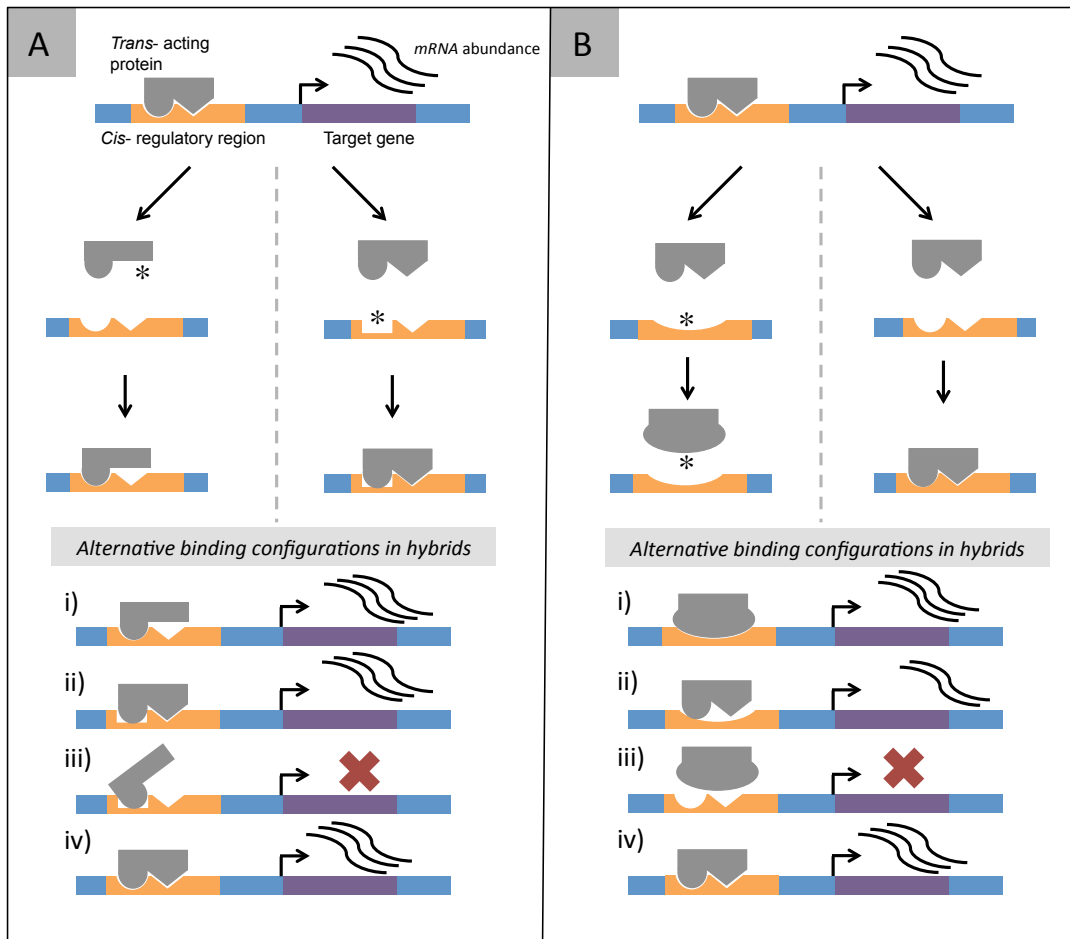 A
Trans- acting
protein
mRNA abundance
Cis- regulatory region
Target gene
*
*
Alternative binding configurations in hybrids
i)
ii)
iii)
iv)
B
*
*
Alternative binding configurations in hybrids
i)
ii)
iii)
iv)